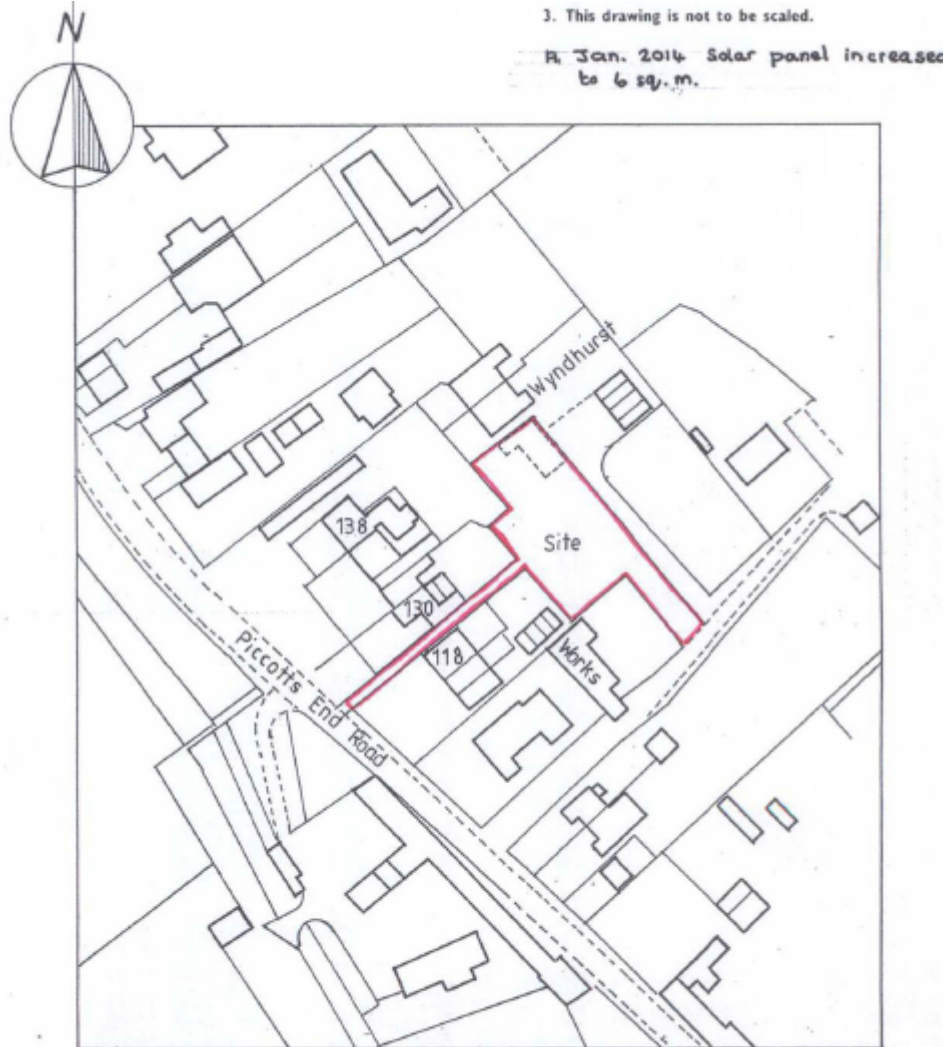 N
3. This drawing is not to be scaled.
A. Jan. 2014 Solar panel increased
to 6 sq. m.
Wyndhurst
138
Site
130
118
Works
Piccotts End Road